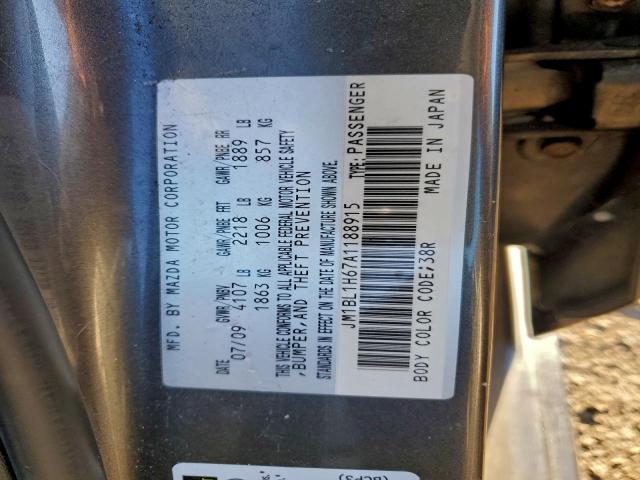 MFD. BY MAZDA MOTOR CORPORATION
DATE GVWR/PNBV GAWR/PNBE FRT GAWR/PNBE RR
07/09 4107 LB 2218 LB 1889 LB
1863 KG 1006 KG 857 KG
THIS VEHICLE CONFORMS TO ALL APPLICABLE FEDERAL MOTOR VEHICLE SAFETY
,BUMPER,AND THEFT PREVENTION
STANDARDS IN EFFECT ON THE DATE OF MANUFACTURE SHOWN ABOVE.
JM1BL1H67A1188915 TYPE: PASSENGER
BODY COLOR CODE;38R MADE IN JAPAN
(BCP3)